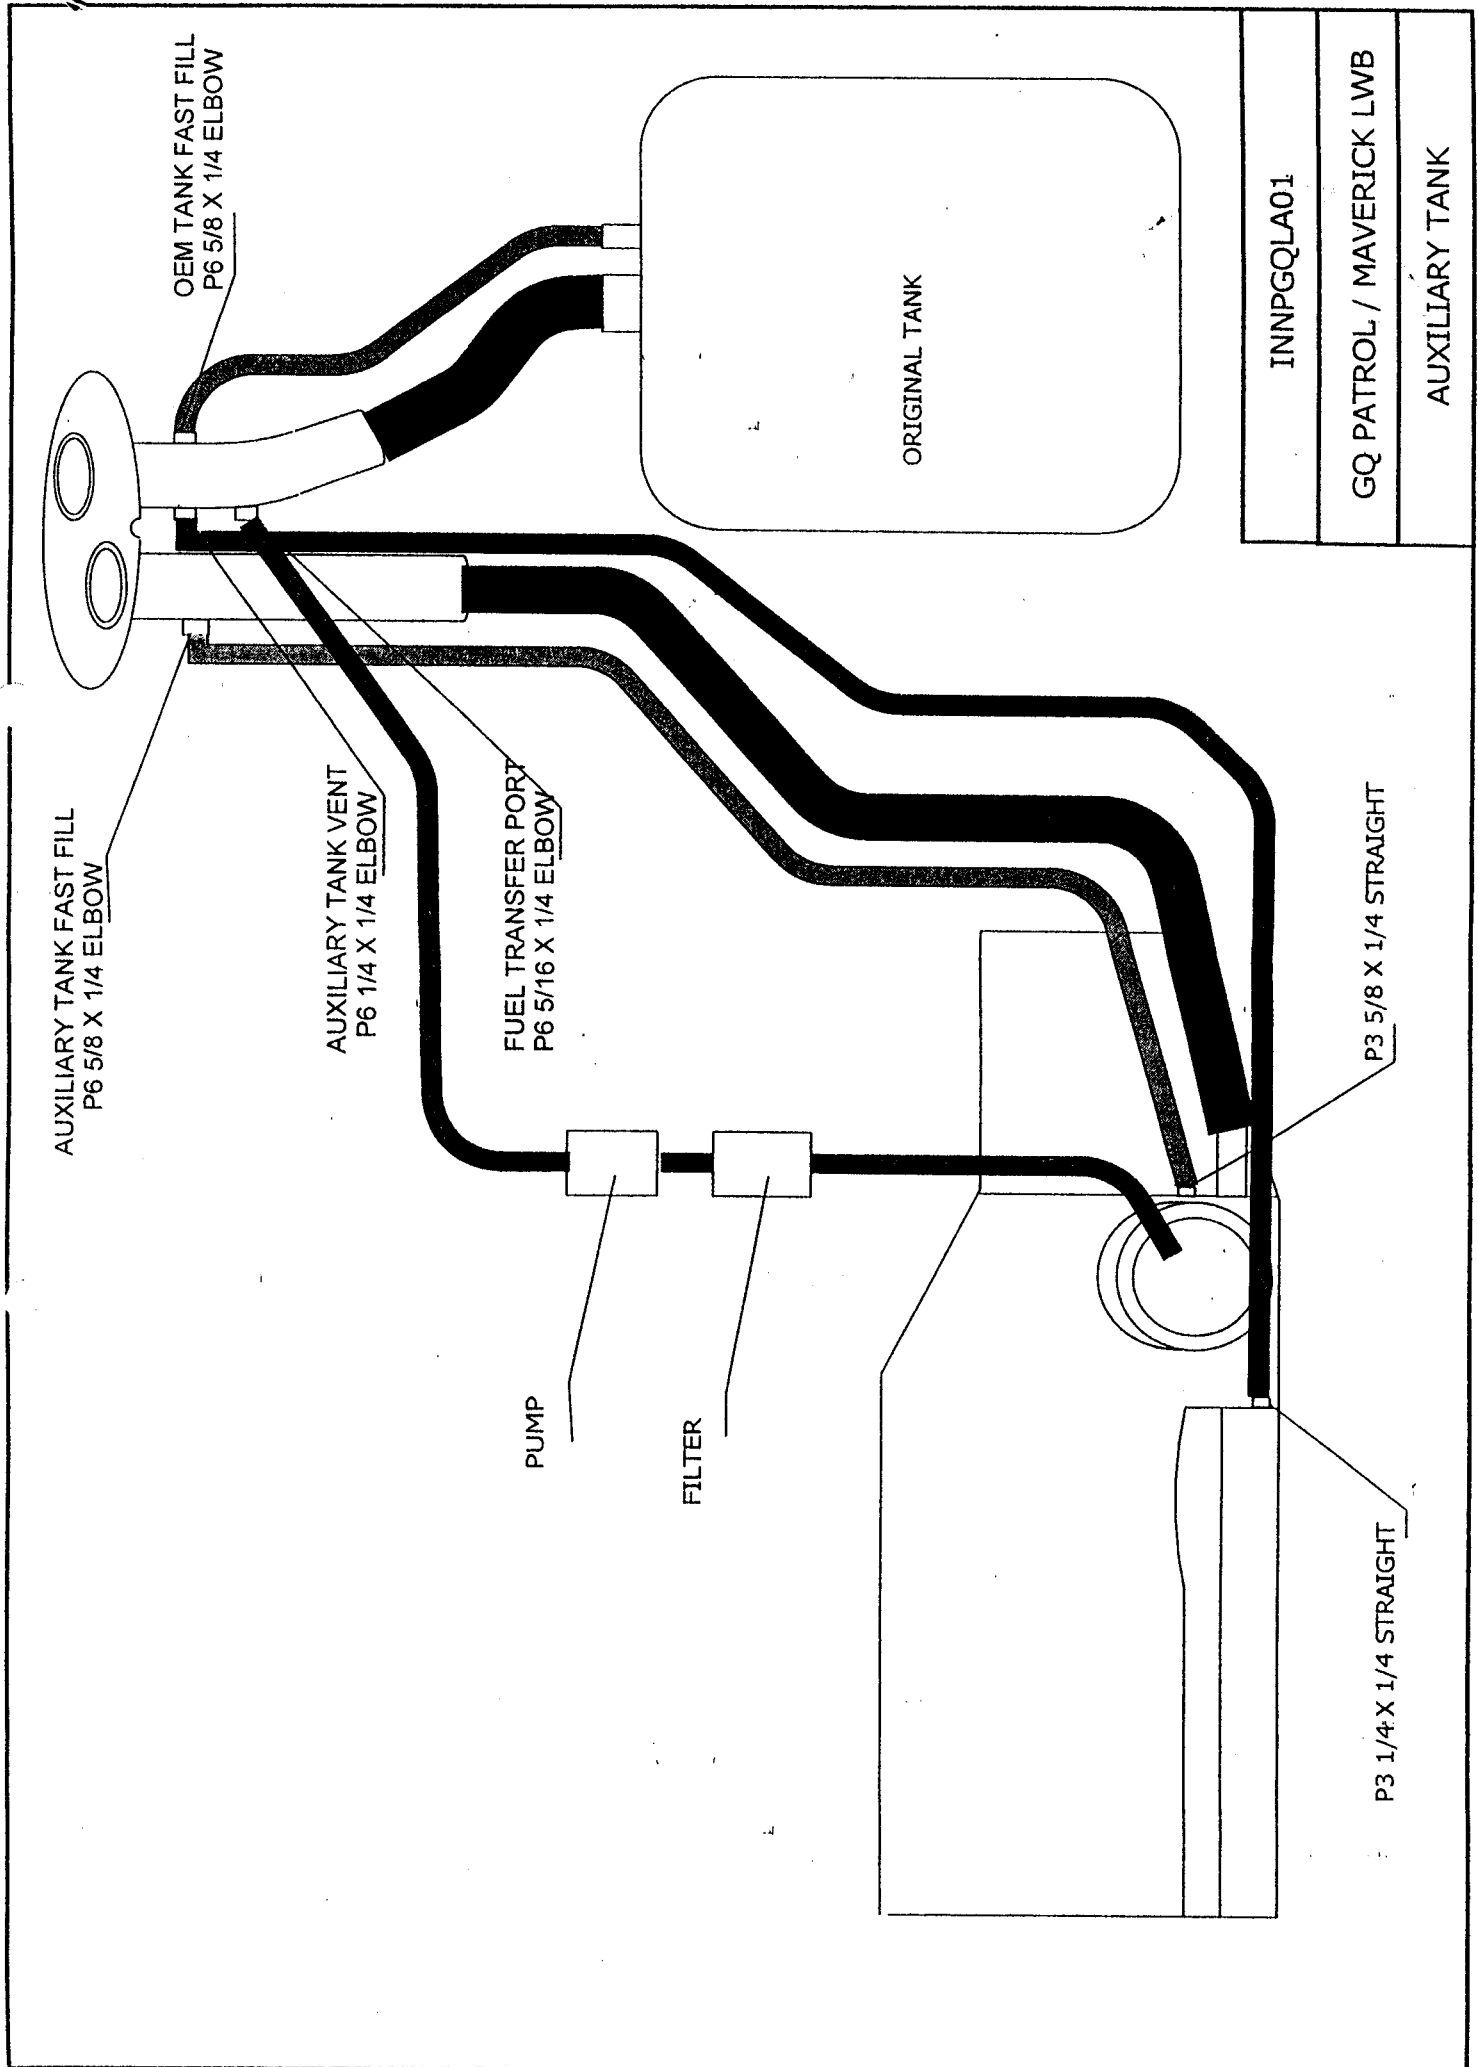 AUXILIARY TANK FAST FILL
P6 5/8 X 1/4 ELBOW
OEM TANK FAST FILL
P6 5/8 X 1/4 ELBOW
AUXILIARY TANK VENT
P6 1/4 X 1/4 ELBOW
FUEL TRANSFER PORT
P6 5/16 X 1/4 ELBOW
PUMP
FILTER
ORIGINAL TANK
P3 5/8 X 1/4 STRAIGHT
P3 1/4 X 1/4 STRAIGHT
INNPGQLA01
GQ PATROL / MAVERICK LWB
AUXILIARY TANK